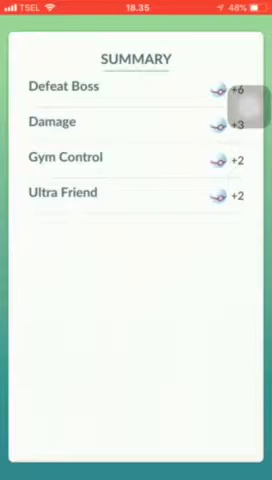 TSEL
18.35
48%
SUMMARY
Defeat Boss +6
Damage +3
Gym Control +2
Ultra Friend +2